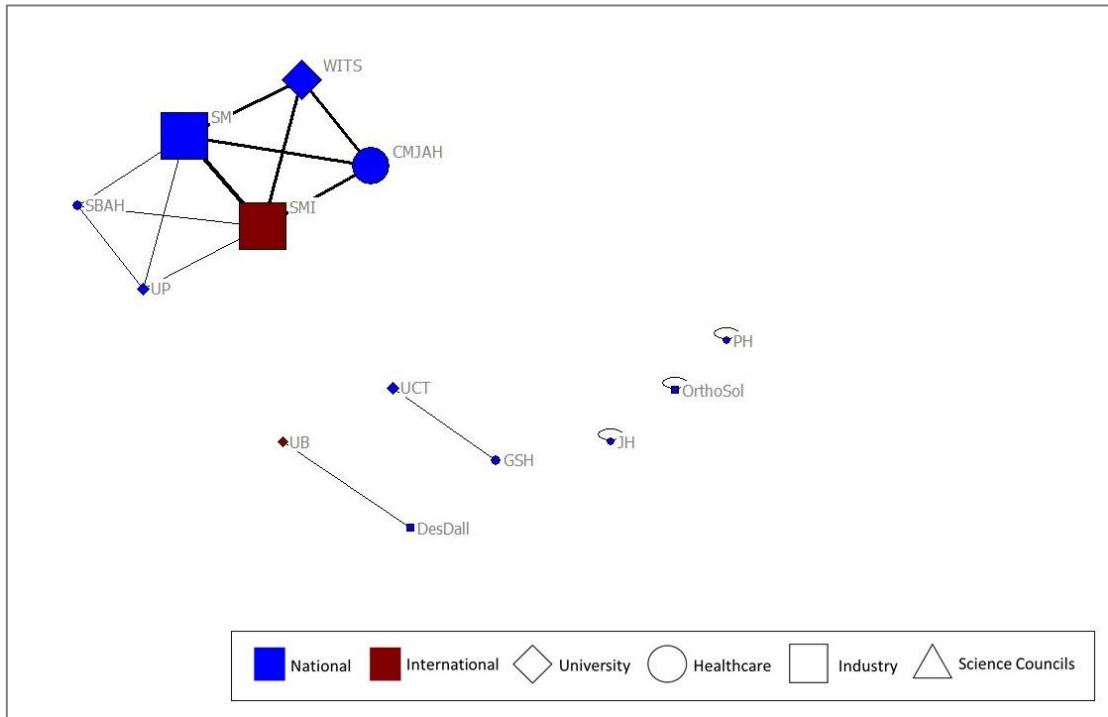 WITS
SM
CMJAH
SBAH
SMI
UP
PH
UCT
OrthoSol
UB
JH
GSH
DesDall
National International University Healthcare Industry Science Councils